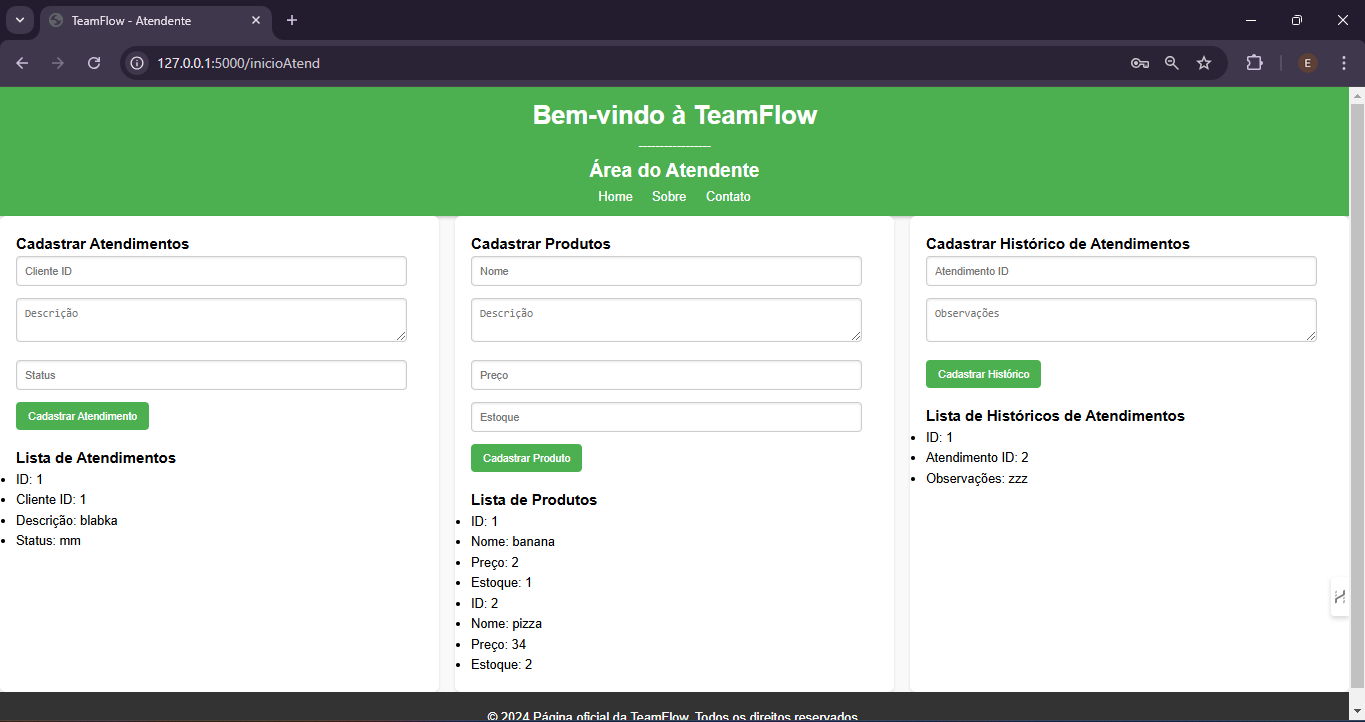 TeamFlow - Atendente
127.0.0.1:5000/inicioAtend
E
Bem-vindo à TeamFlow
-----------------
Área do Atendente
Home Sobre Contato
Cadastrar Atendimentos
Cliente ID
Descrição
Status
Cadastrar Atendimento
Lista de Atendimentos
ID: 1
Cliente ID: 1
Descrição: blabka
Status: mm
Cadastrar Produtos
Nome
Descrição
Preço
Estoque
Cadastrar Produto
Lista de Produtos
ID: 1
Nome: banana
Preço: 2
Estoque: 1
ID: 2
Nome: pizza
Preço: 34
Estoque: 2
Cadastrar Histórico de Atendimentos
Atendimento ID
Observações
Cadastrar Histórico
Lista de Históricos de Atendimentos
ID: 1
Atendimento ID: 2
Observações: zzz
© 2024 Página oficial da TeamFlow. Todos os direitos reservados.